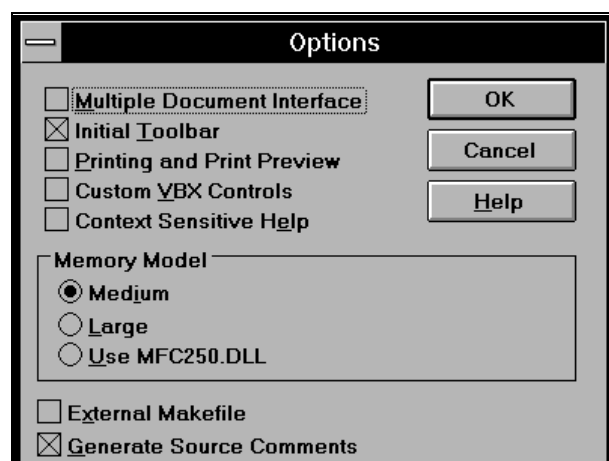 Options
Multiple Document Interface
Initial Toolbar
Printing and Print Preview
Custom VBX Controls
Context Sensitive Help
OK
Cancel
Help
Memory Model
Medium
Large
Use MFC250.DLL
External Makefile
Generate Source Comments